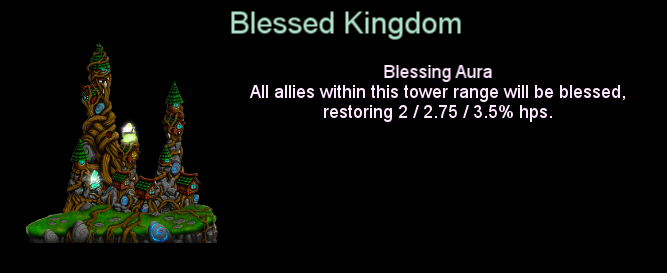 Blessed Kingdom
Blessing Aura
All allies within this tower range will be blessed,
restoring 2 / 2.75 / 3.5% hps.